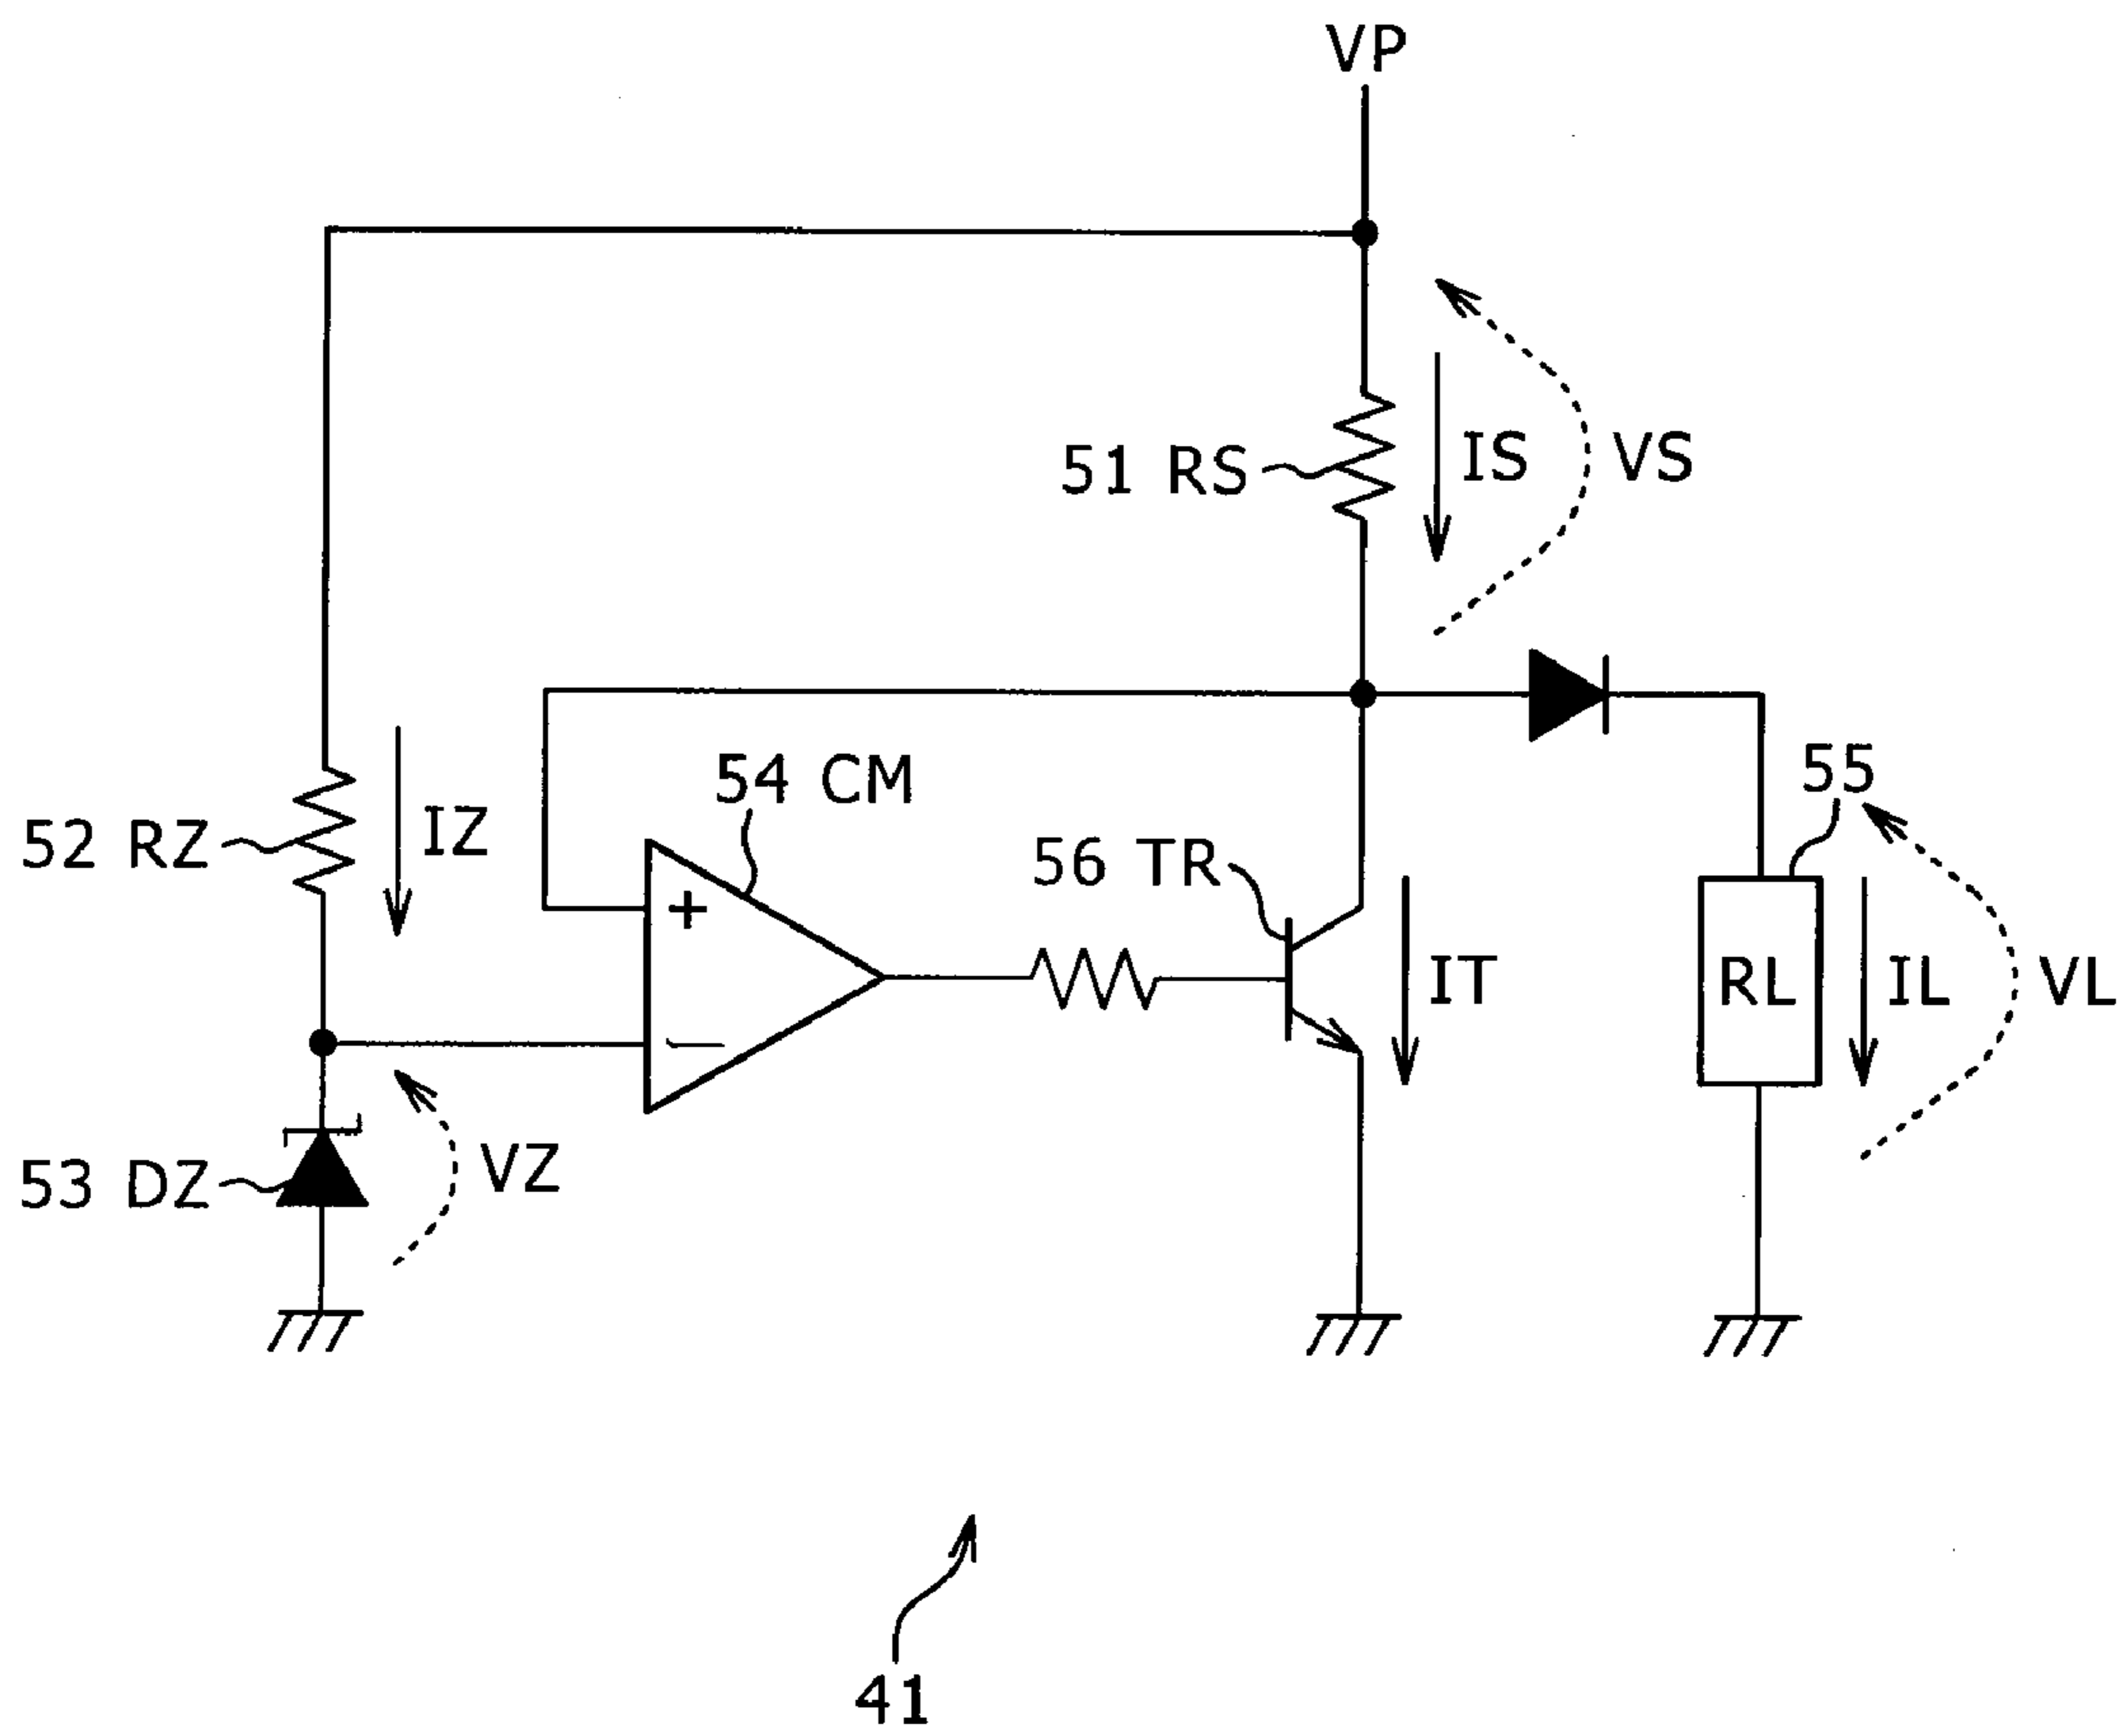 VP
51 RS
IS
VS
54 CM
55
52 RZ
IZ
56 TR
+
IT
RL
IL
VL
−
53 DZ
VZ
41